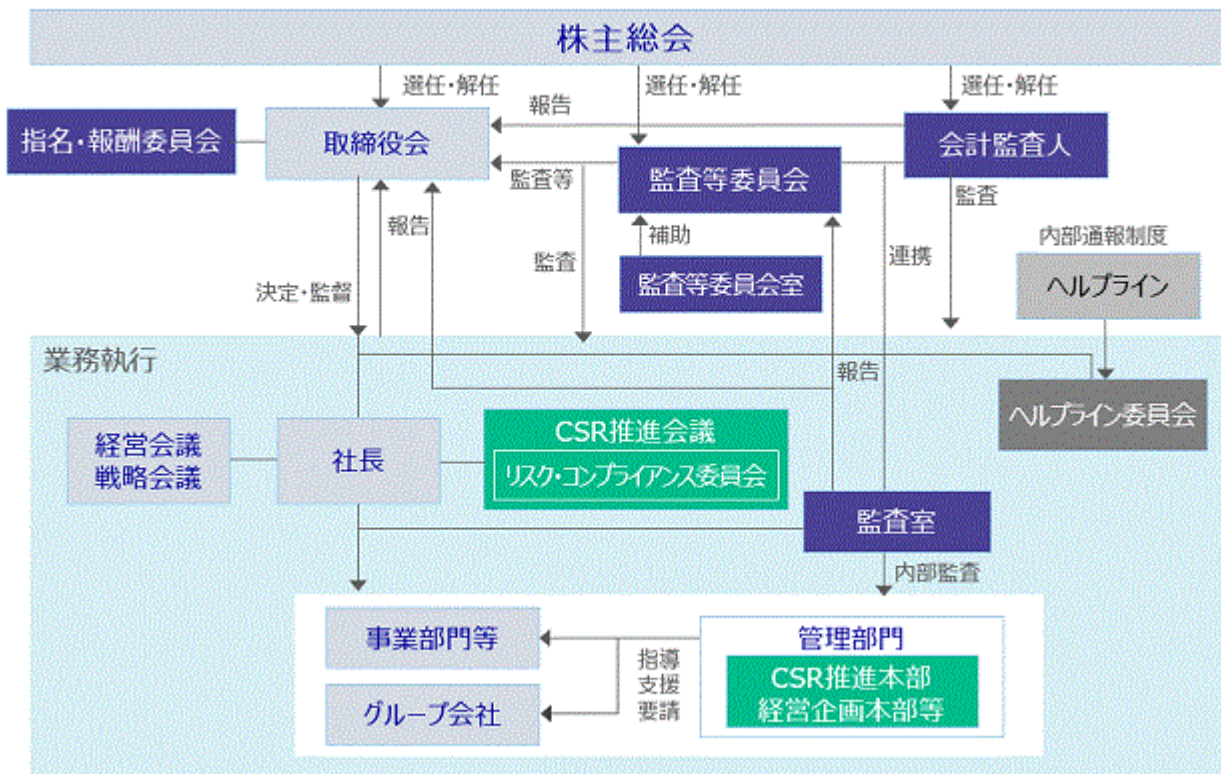 株主総会
選任・解任
選任・解任
選任・解任
報告
指名・報酬委員会
取締役会
会計監査人
監査等
監査等委員会
監査
報告
補助
内部通報制度
連携
監査
監査等委員会室
ヘルプライン
決定・監督
業務執行
報告
ヘルプライン委員会
経営会議
戦略会議
社長
CSR推進会議
リスク・コンプライアンス委員会
監査室
内部監査
事業部門等
管理部門
指導
支援
要請
CSR推進本部
経営企画本部等
グループ会社